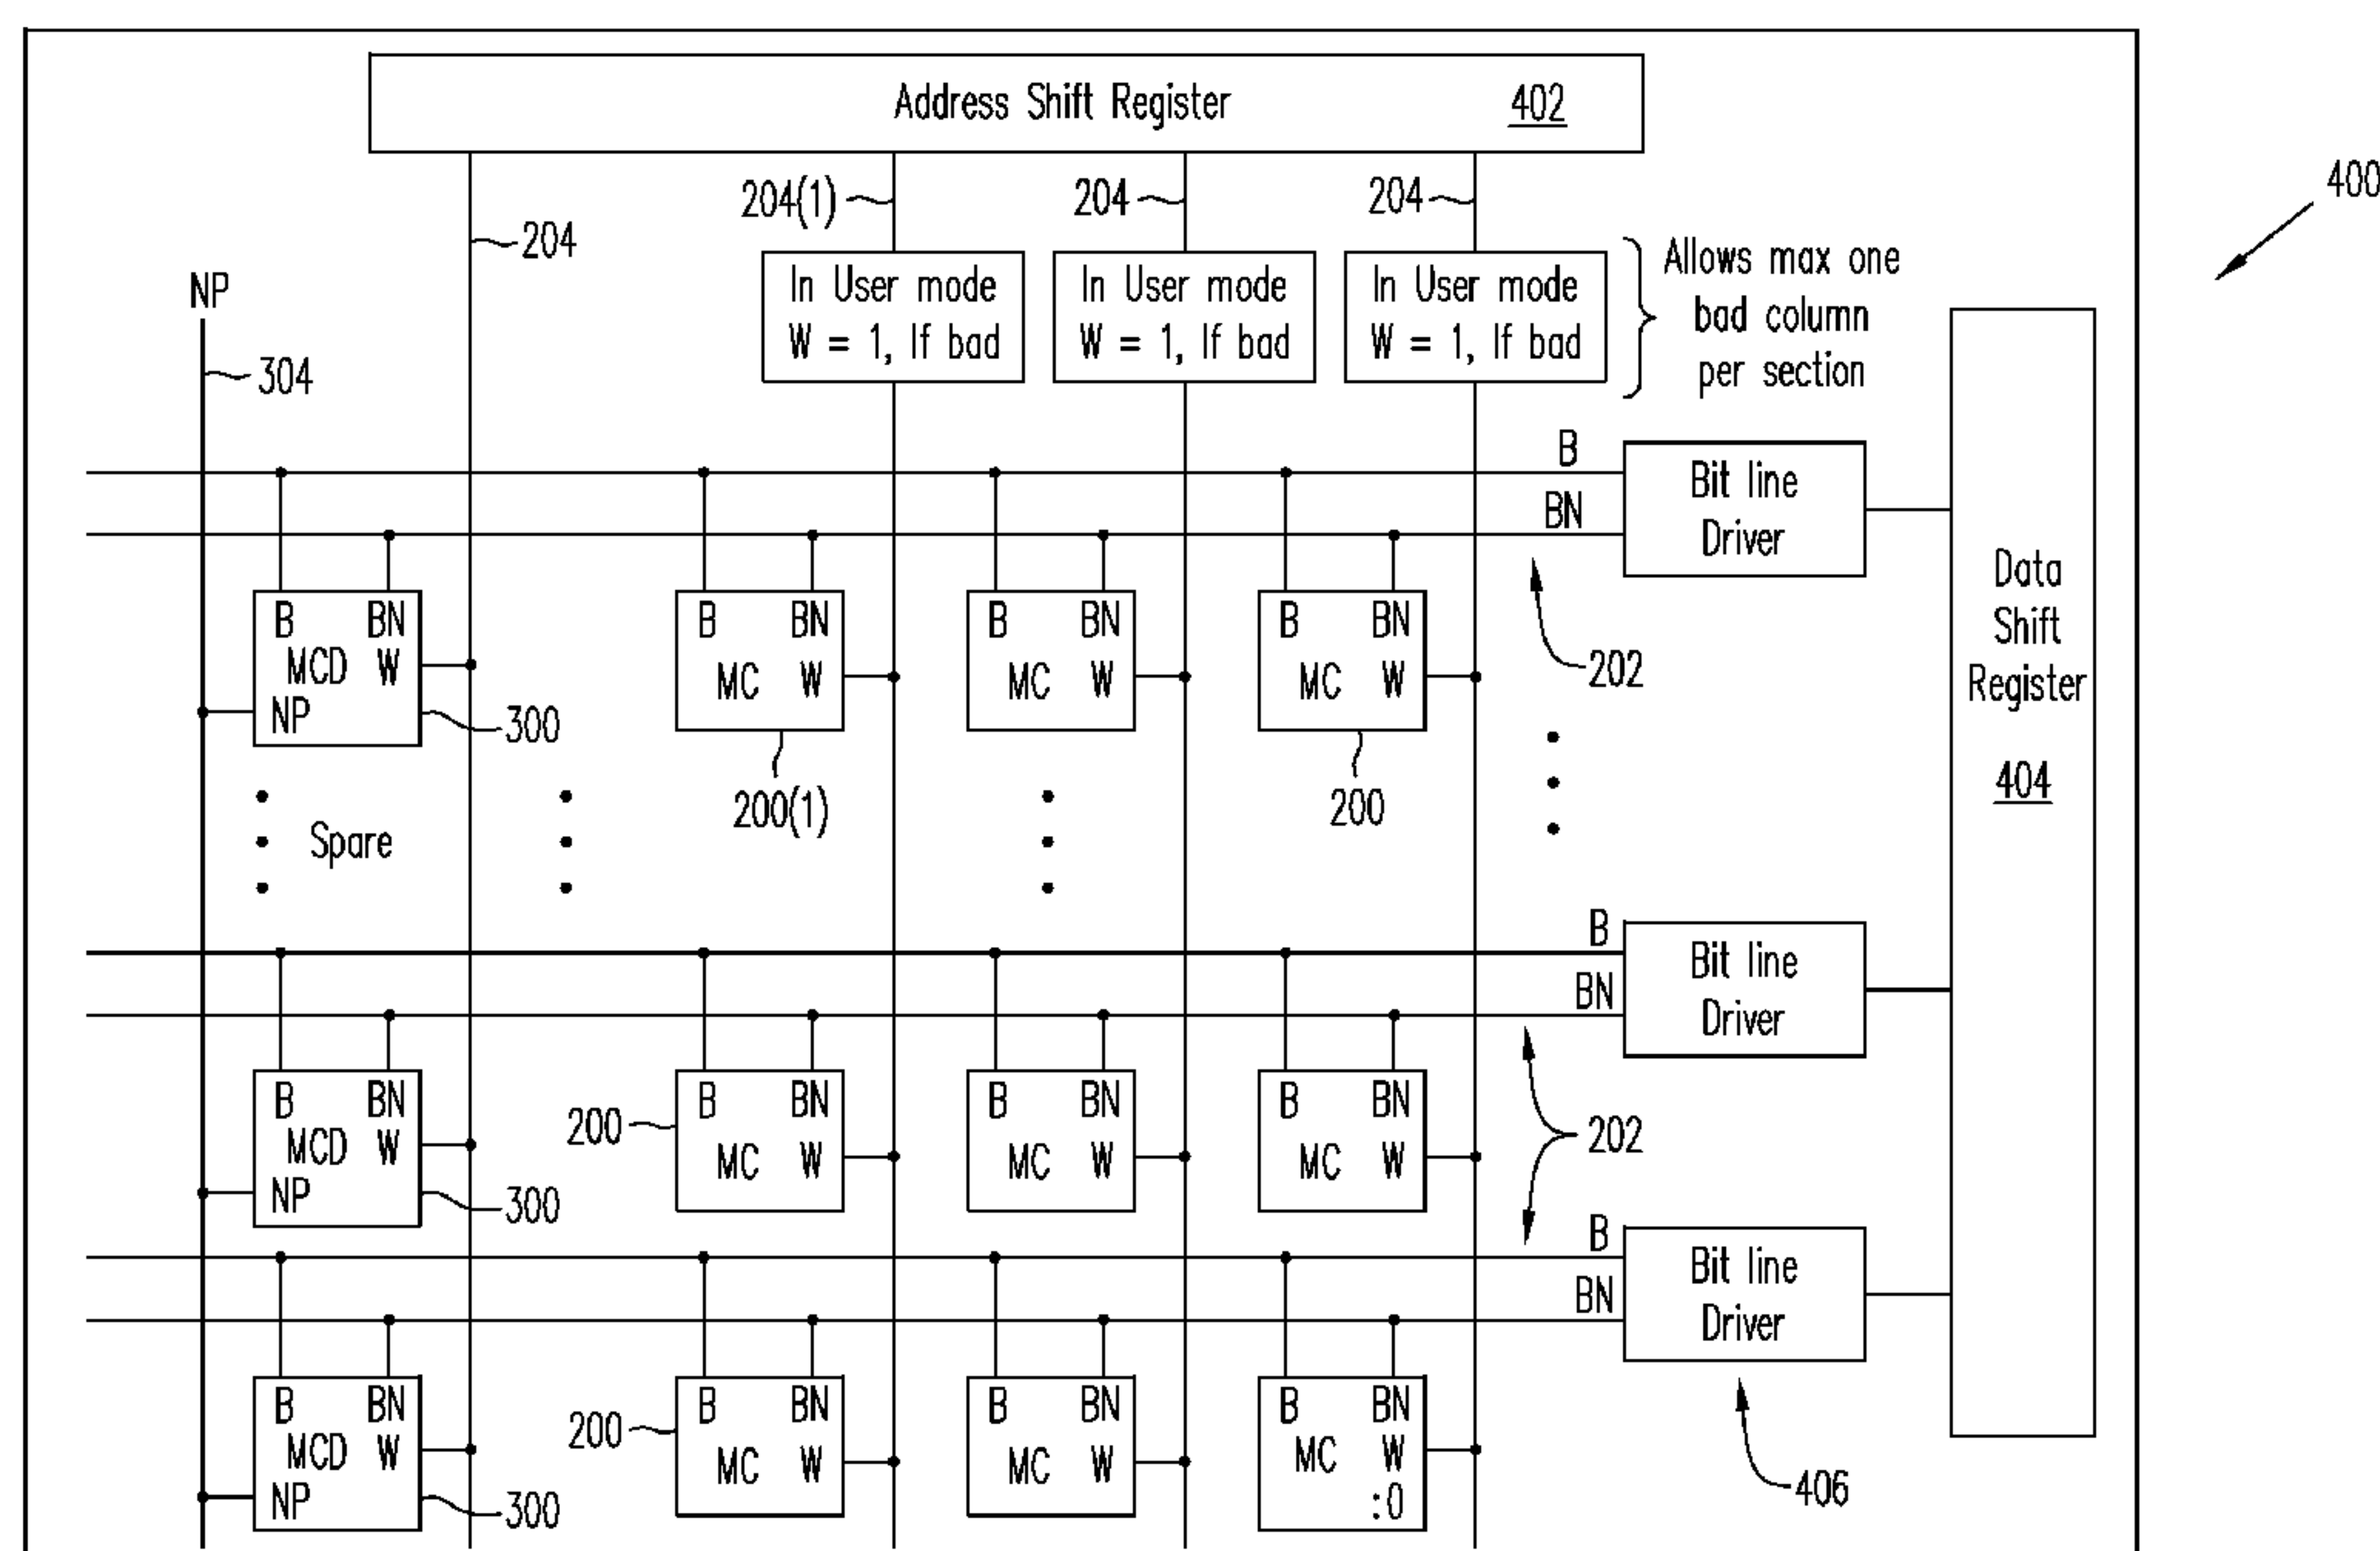 Address Shift Register 402
400
204(1)
204
204
204
NP
In User mode
W = 1, If bad
In User mode
W = 1, If bad
In User mode
W = 1, If bad
Allows max one
bad column
per section
304
B
BN
Bit line
Driver
Data
Shift
Register
404
B BN
MCD W
NP
300
B BN
MC W
200(1)
B BN
MC W
B BN
MC W
200
202
Spare
B
BN
Bit line
Driver
B BN
MCD W
NP
300
200
B BN
MC W
B BN
MC W
B BN
MC W
202
B
BN
Bit line
Driver
406
B BN
MCD W
NP
300
200
B BN
MC W
B BN
MC W
B BN
MC W
:0